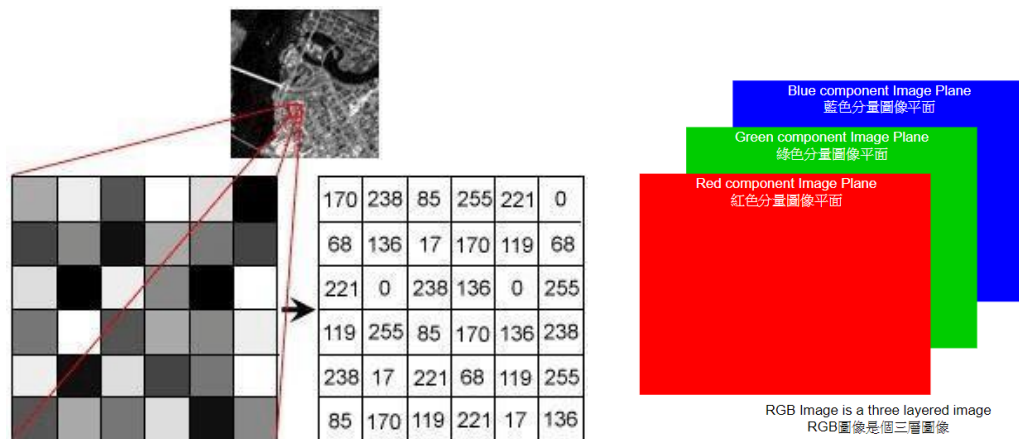 170 238 85 255 221 0
68 136 17 170 119 68
221 0 238 136 0 255
119 255 85 170 136 238
238 17 221 68 119 255
85 170 119 221 17 136
Blue component Image Plane
藍色分量圖像平面
Green component Image Plane
綠色分量圖像平面
Red component Image Plane
紅色分量圖像平面
RGB Image is a three layered image
RGB圖像是個三層圖像